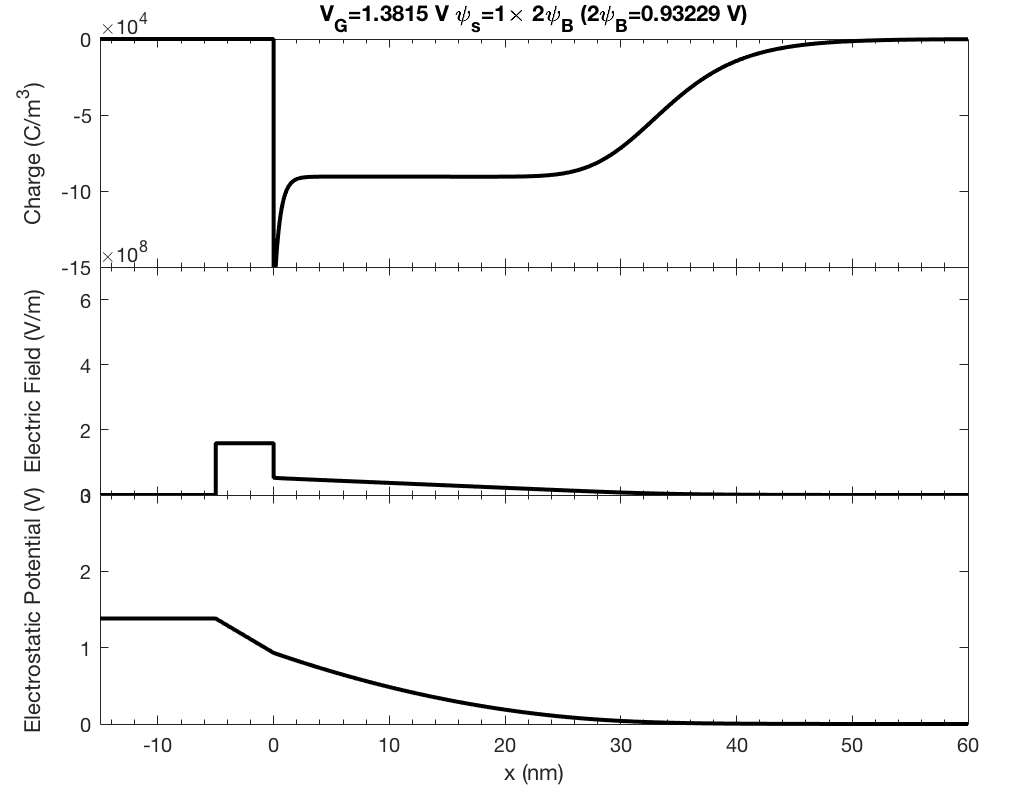 V_G=1.3815 V ψ_s=1× 2ψ_B (2ψ_B=0.93229 V)
×10^4
0
-5
-10
-15
Charge (C/m^3)
×10^8
6
4
2
0
Electric Field (V/m)
3
2
1
0
Electrostatic Potential (V)
-10 0 10 20 30 40 50 60
x (nm)